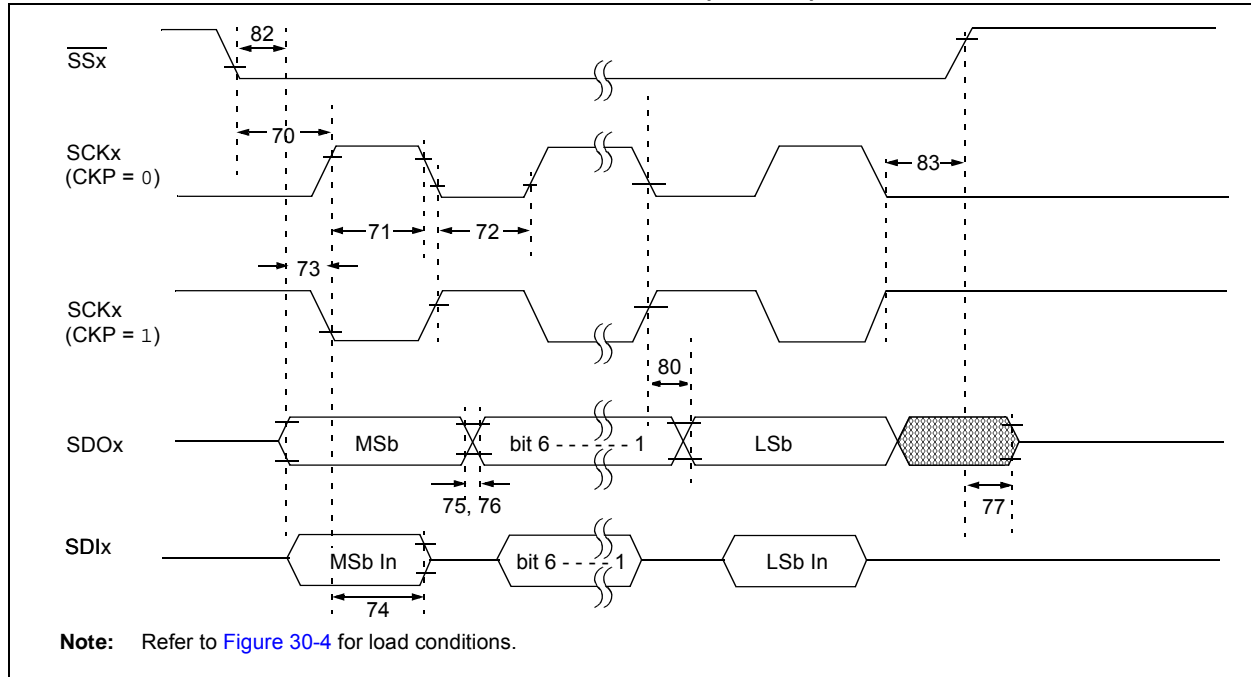 82
SSx
70
SCKx
(CKP = 0)
83
71
72
73
SCKx
(CKP = 1)
80
SDOx
MSb
bit 6 - - - - - - 1
LSb
75, 76
77
SDIx
MSb In
bit 6 - - - - 1
LSb In
74
Note: Refer to Figure 30-4 for load conditions.